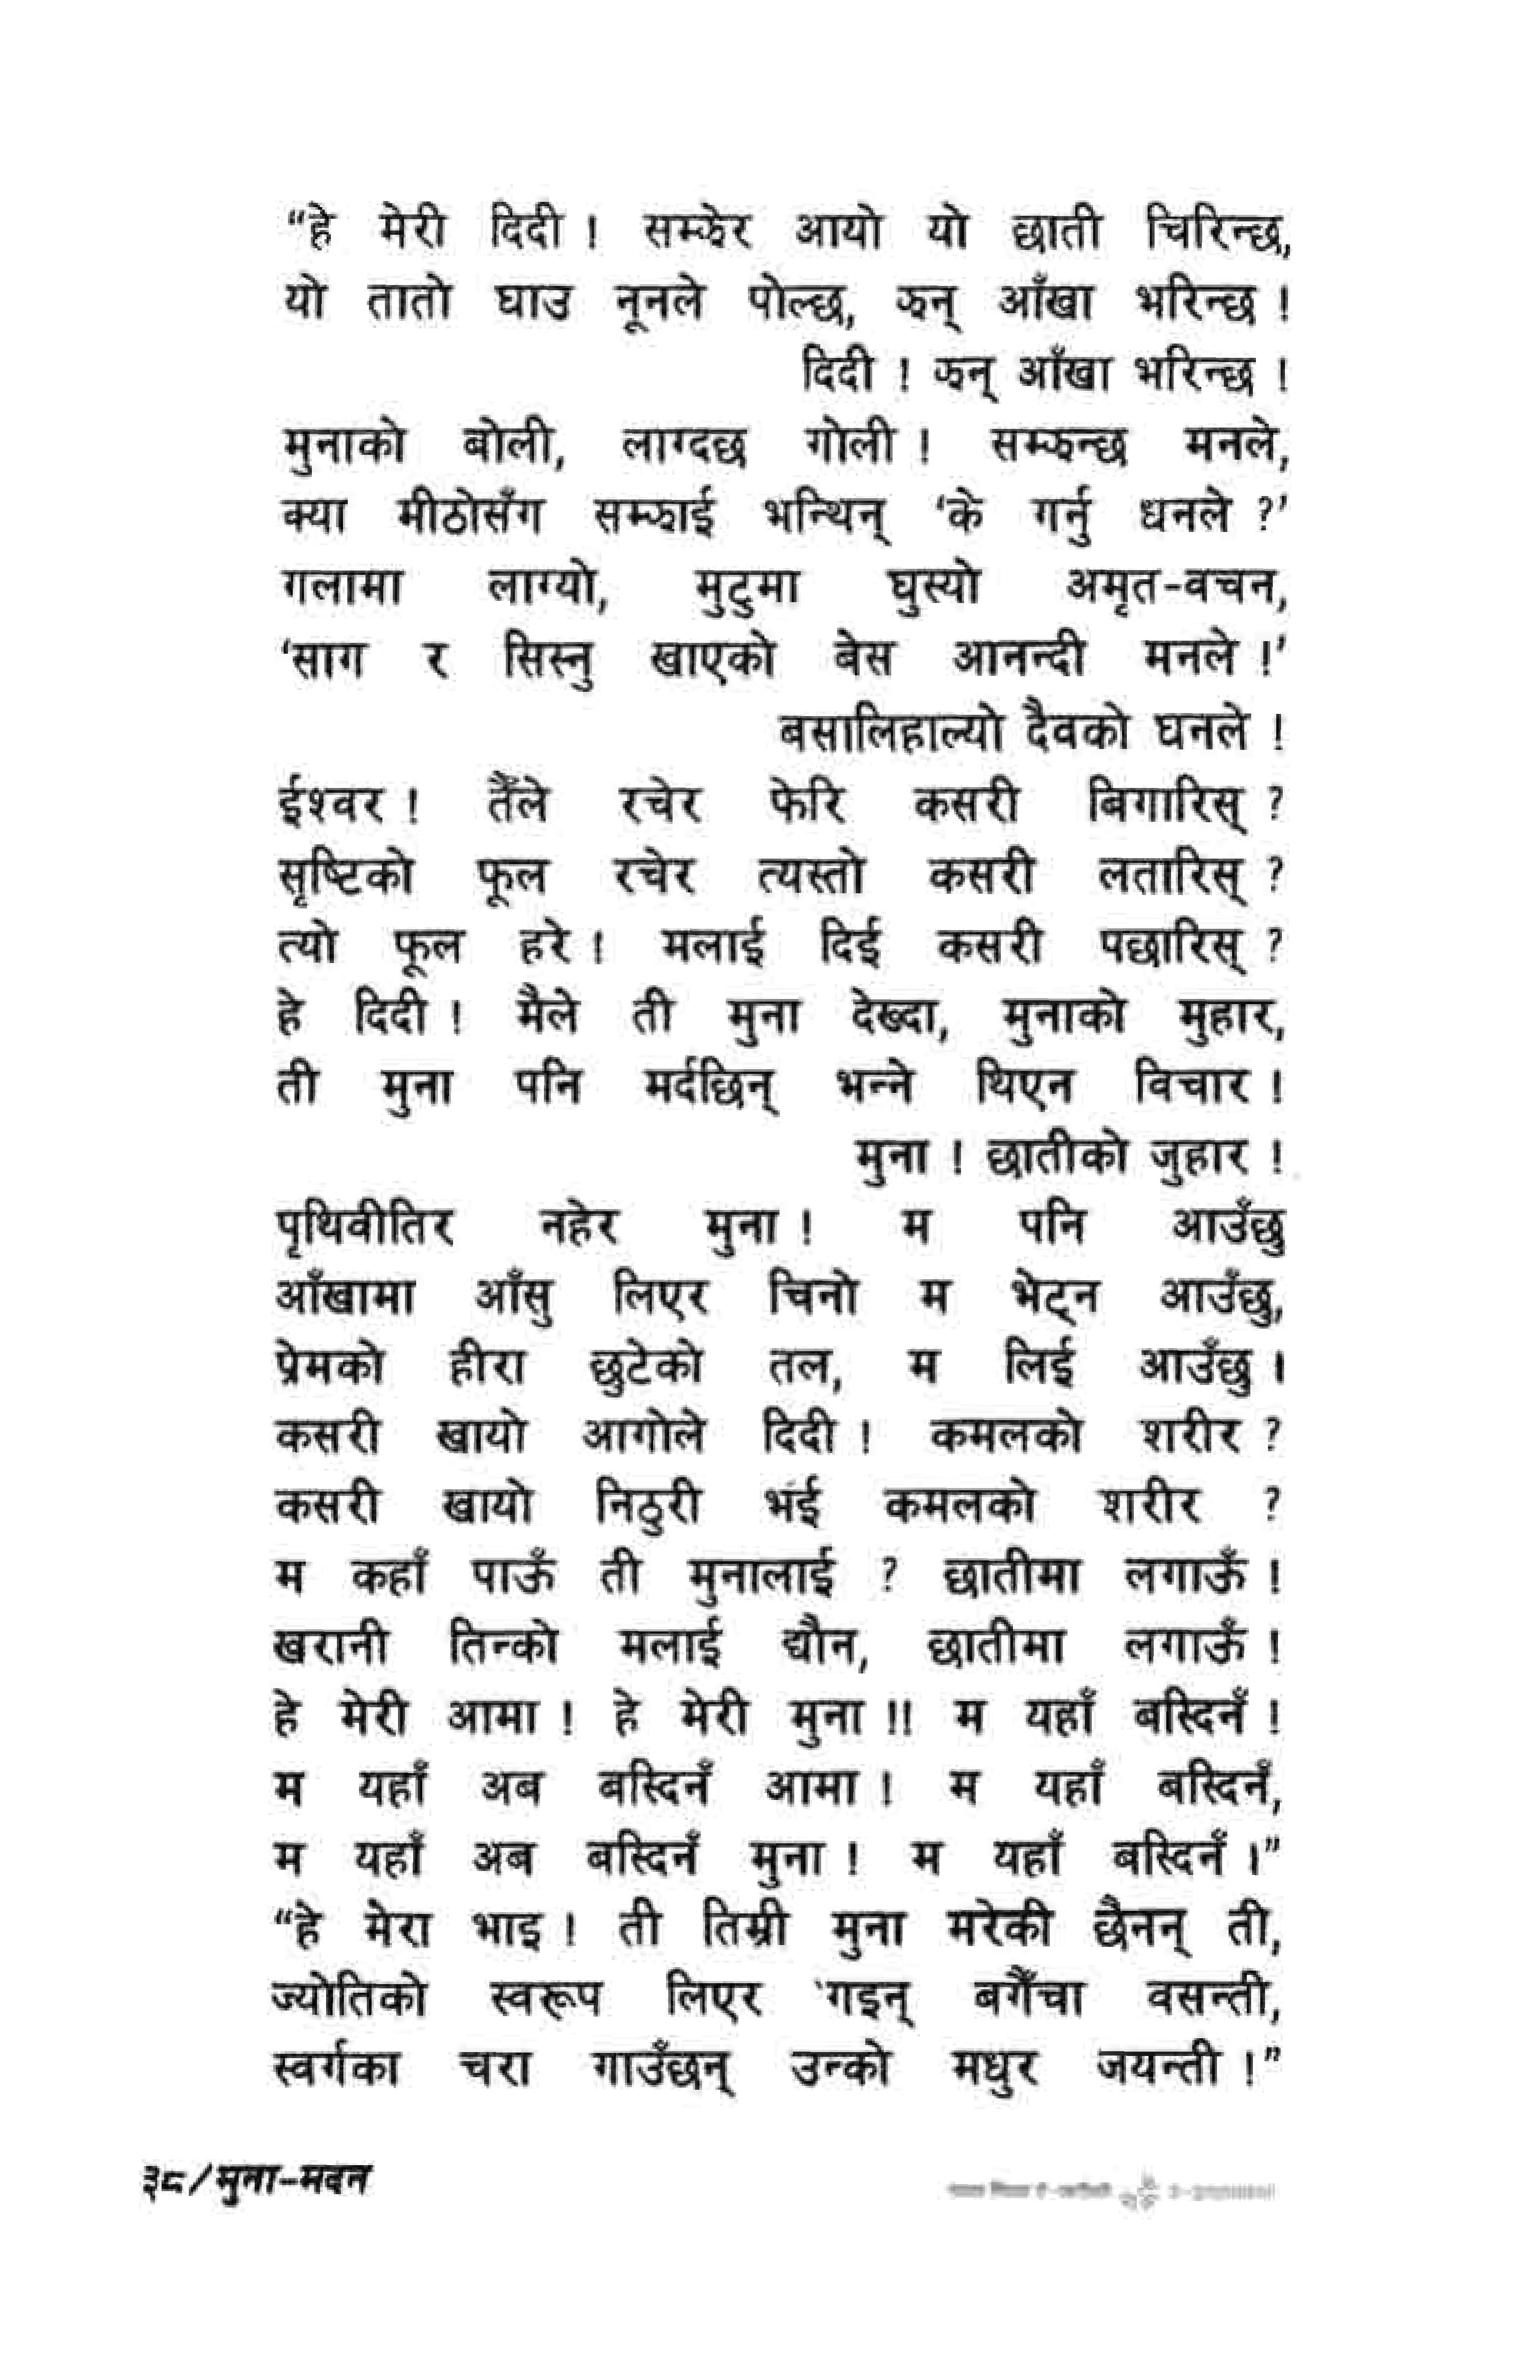 “हे मेरी दिदी ! सम्झेर आयो यो छाती चिरिन्छ,
यो तातो घाउ नूनले पोल्छ, झन् आँखा भरिन्छ !
दिदी ! झन् आँखा भरिन्छ !
मुनाको बोली, लाग्दछ गोली ! सम्झन्छ मनले,
क्या मीठोसँग सम्झाई भन्थिन् ‘के गर्नु धनले ?’
गलामा लाग्यो, मुटुमा घुस्यो अमृत-वचन,
‘साग र सिस्नु खाएको बेस आनन्दी मनले !’
बसालिहाल्यो दैवको घनले !
ईश्वर ! तैँले रचेर फेरि कसरी बिगारिस् ?
सृष्टिको फूल रचेर त्यस्तो कसरी लतारिस् ?
त्यो फूल हरे ! मलाई दिई कसरी पछारिस् ?
हे दिदी ! मैले ती मुना देख्दा, मुनाको मुहार,
ती मुना पनि मर्दछिन् भन्ने थिएन विचार !
मुना ! छातीको जुहार !
पृथिवीतिर नहेर मुना ! म पनि आउँछु
आँखामा आँसु लिएर चिनो म भेट्न आउँछु,
प्रेमको हीरा छुटेको तल, म लिई आउँछु ।
कसरी खायो आगोले दिदी ! कमलको शरीर ?
कसरी खायो निठुरी भई कमलको शरीर ?
म कहाँ पाऊँ ती मुनालाई ? छातीमा लगाऊँ !
खरानी तिन्को मलाई द्यौन, छातीमा लगाऊँ !
हे मेरी आमा ! हे मेरी मुना !! म यहाँ बस्दिनँ !
म यहाँ अब बस्दिनँ आमा ! म यहाँ बस्दिनँ,
म यहाँ अब बस्दिनँ मुना ! म यहाँ बस्दिनँ ।”
“हे मेरा भाइ ! ती तिम्री मुना मरेकी छैनन् ती,
ज्योतिको स्वरूप लिएर गइन् बगैँचा वसन्ती,
स्वर्गका चरा गाउँछन् उन्को मधुर जयन्ती !”
३८/मुना-मदन